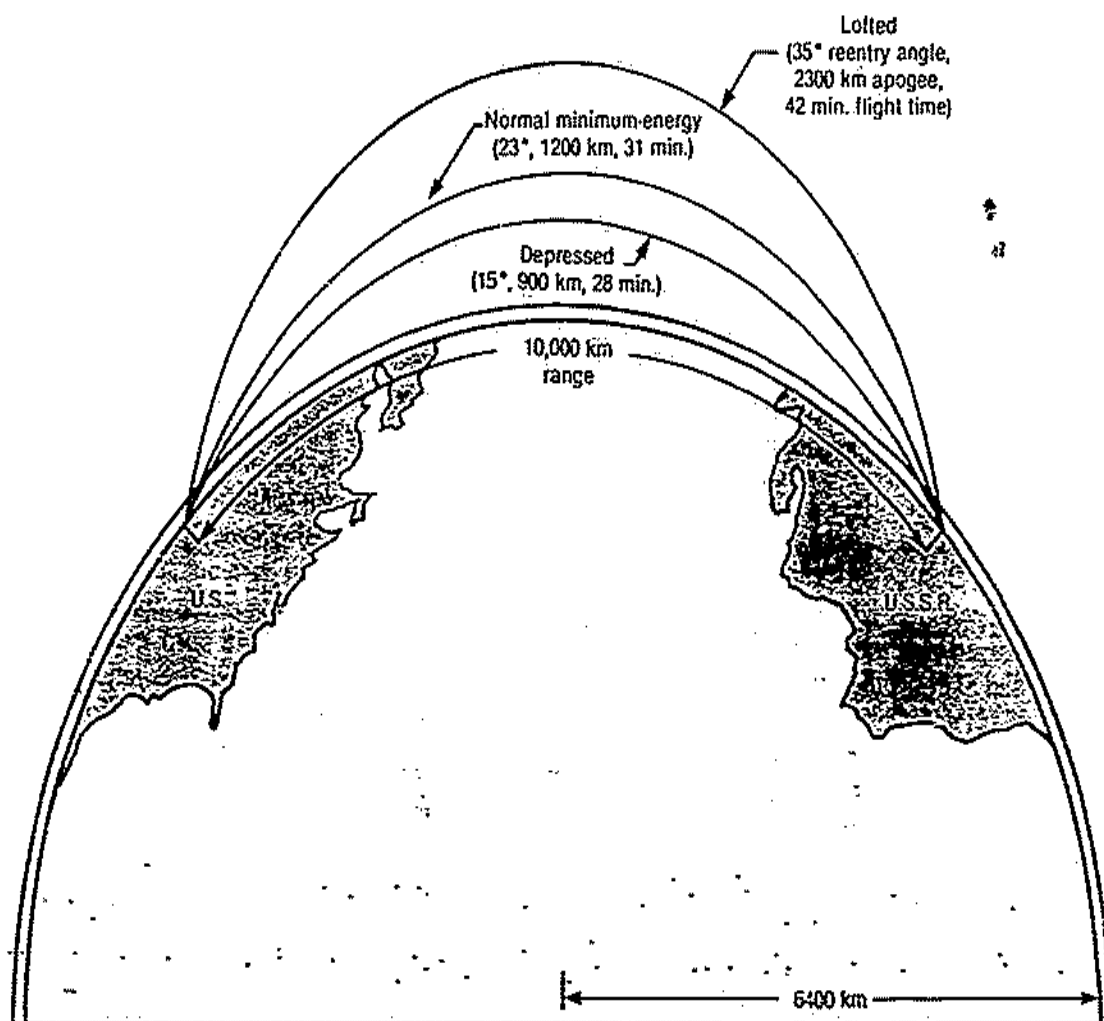 Lofted
(35° reentry angle,
2300 km apogee,
42 min. flight time)
Normal minimum-energy
(23°, 1200 km, 31 min.)
Depressed
(15°, 900 km, 28 min.)
10,000 km
range
U.S.
U.S.S.R.
6400 km